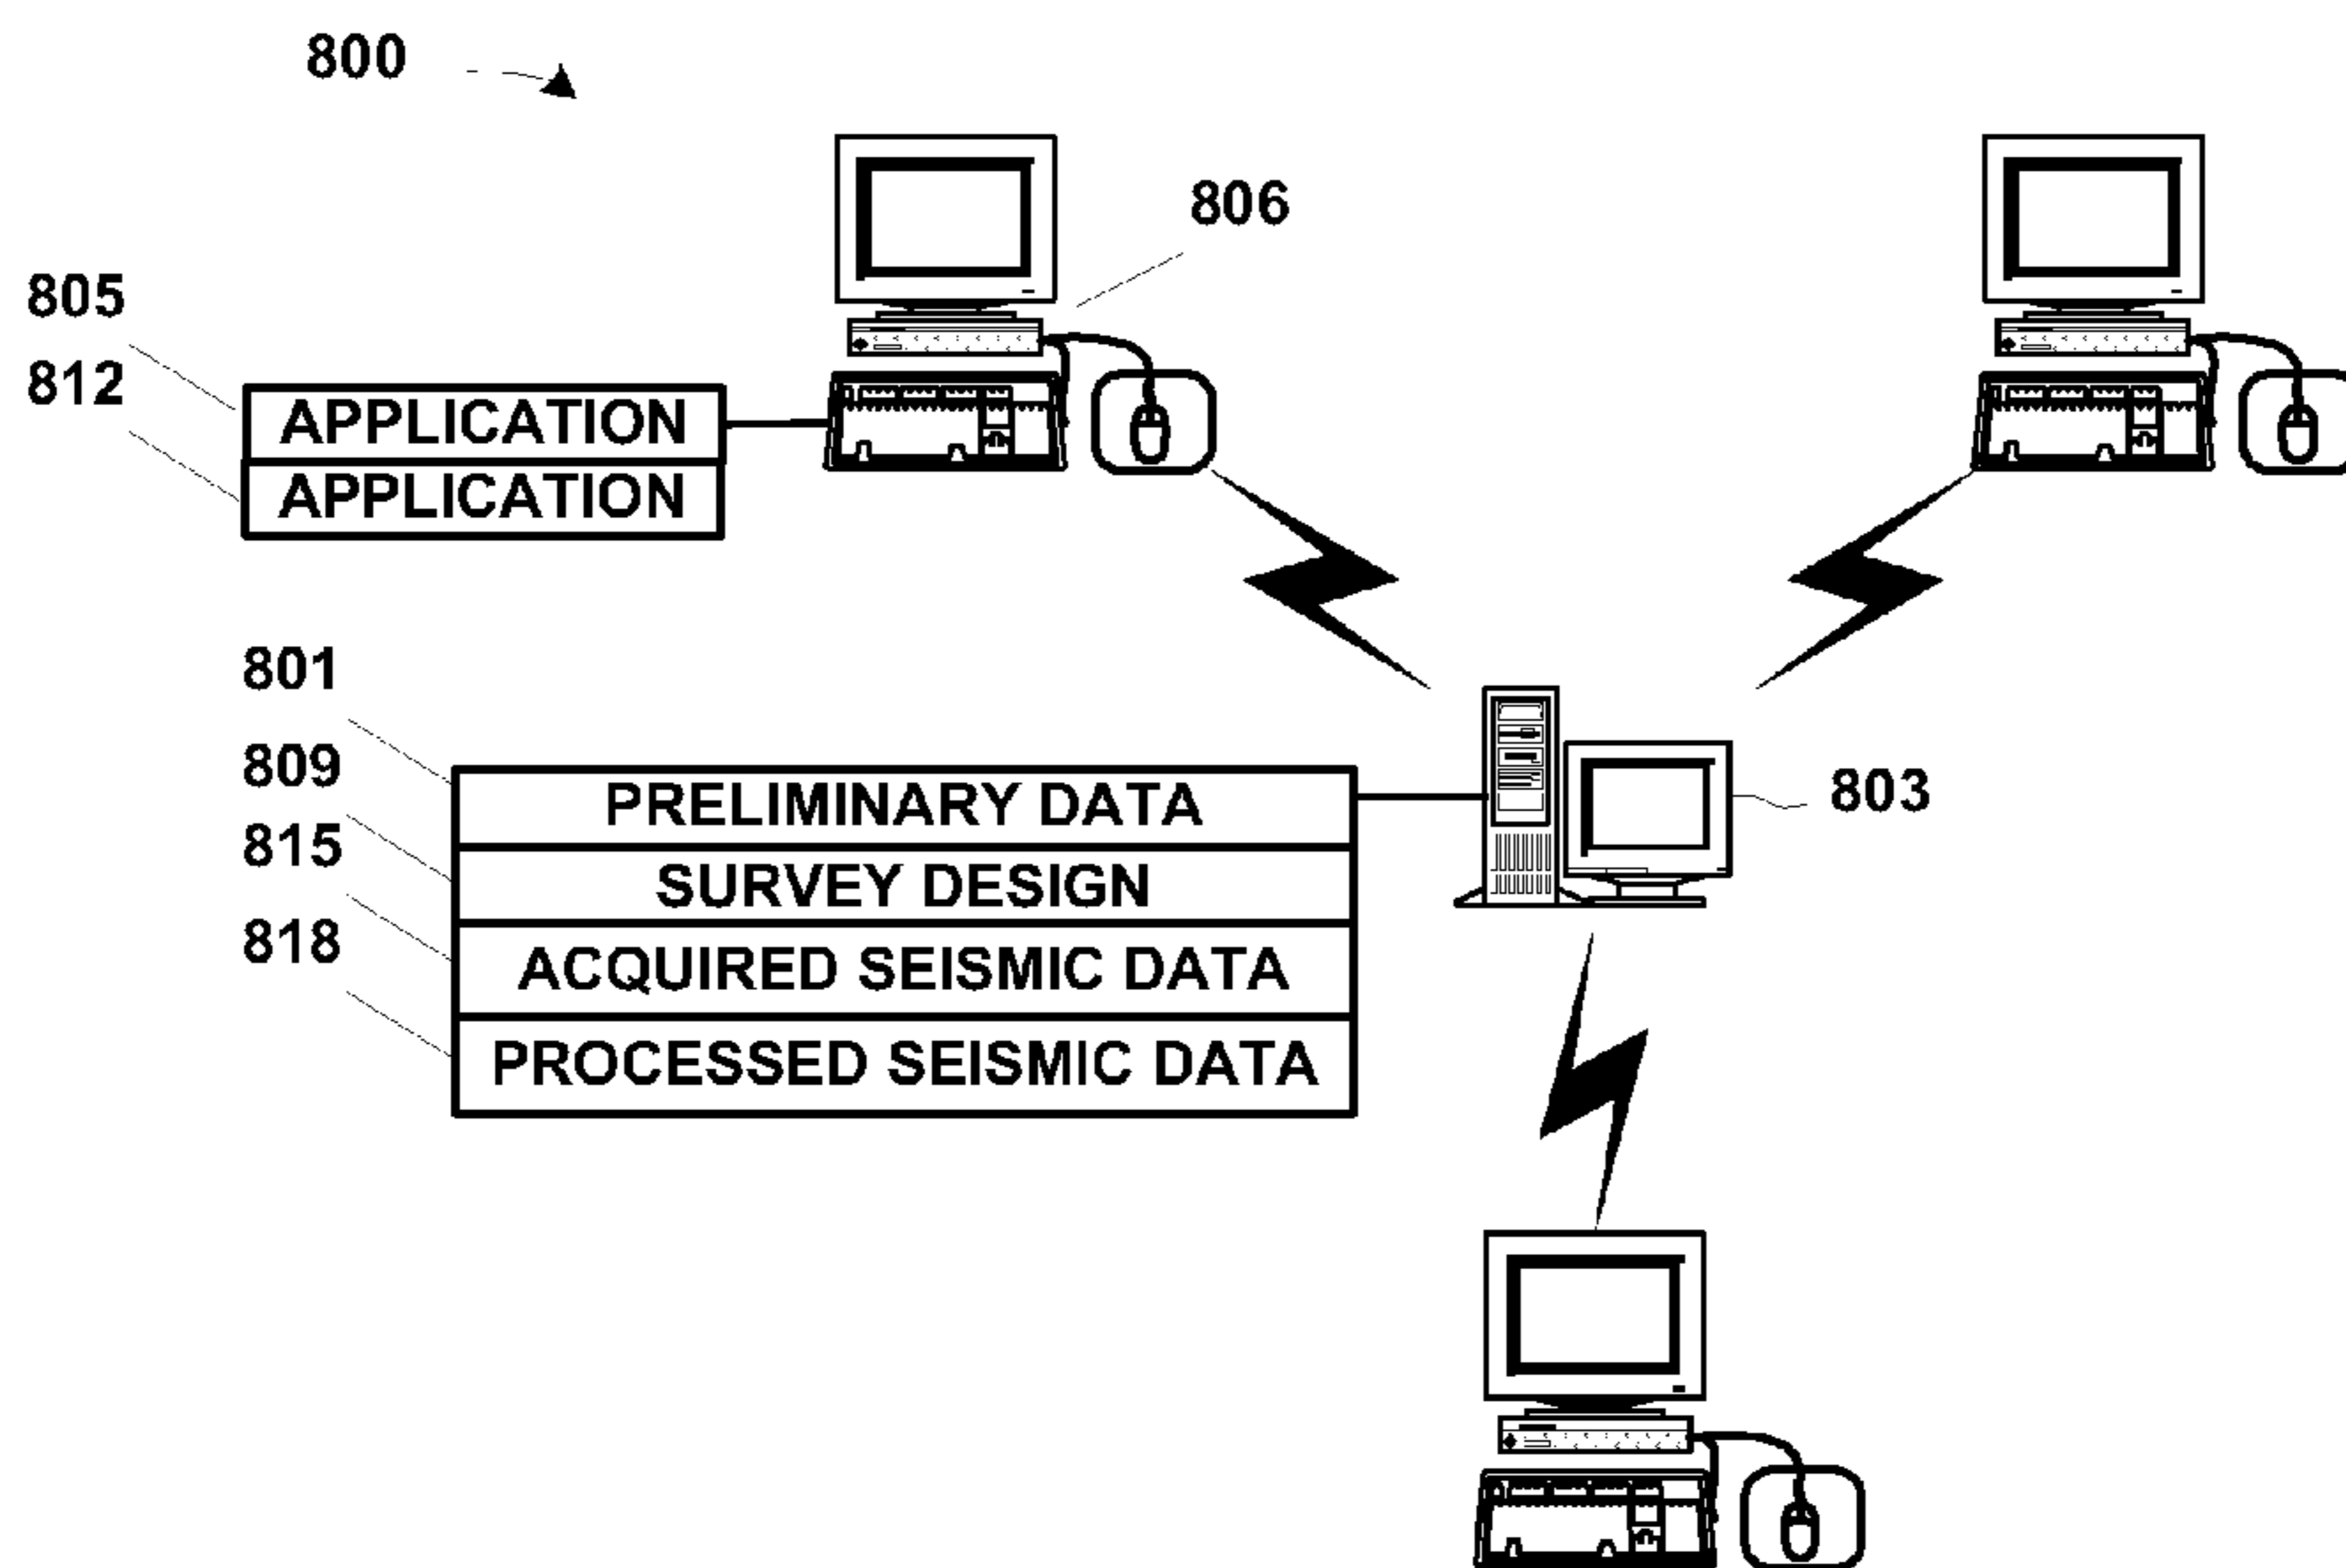 800
806
805
812
APPLICATION
APPLICATION
801
809
815
818
PRELIMINARY DATA
SURVEY DESIGN
ACQUIRED SEISMIC DATA
PROCESSED SEISMIC DATA
803